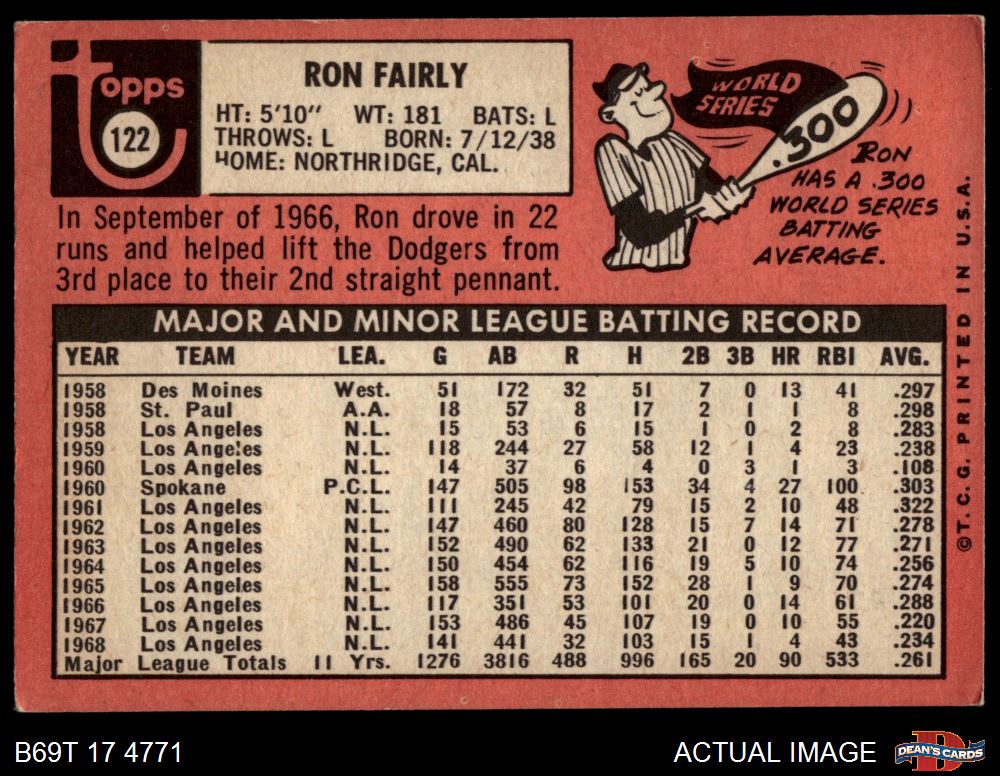 Topps
122
RON FAIRLY
HT: 5'10" WT: 181 BATS: L
THROWS: L BORN: 7/12/38
HOME: NORTHRIDGE, CAL.
WORLD
SERIES
.300
RON
HAS A .300
WORLD SERIES
BATTING
AVERAGE.
In September of 1966, Ron drove in 22
runs and helped lift the Dodgers from
3rd place to their 2nd straight pennant.
MAJOR AND MINOR LEAGUE BATTING RECORD
YEAR TEAM LEA. G AB R H 2B 3B HR RBI AVG.
1958 Des Moines West. 51 172 32 51 7 0 13 41 .297
1958 St. Paul A.A. 18 57 8 17 2 1 1 8 .298
1958 Los Angeles N.L. 15 53 6 15 1 0 2 8 .283
1959 Los Angeles N.L. 118 244 27 58 12 1 4 23 .238
1960 Los Angeles N.L. 14 37 6 4 0 3 1 3 .108
1960 Spokane P.C.L. 147 505 98 153 34 4 27 100 .303
1961 Los Angeles N.L. 111 245 42 79 15 2 10 48 .322
1962 Los Angeles N.L. 147 460 80 128 15 7 14 71 .278
1963 Los Angeles N.L. 152 490 62 133 21 0 12 77 .271
1964 Los Angeles N.L. 150 454 62 116 19 5 10 74 .256
1965 Los Angeles N.L. 158 555 73 152 28 1 9 70 .274
1966 Los Angeles N.L. 117 351 53 101 20 0 14 61 .288
1967 Los Angeles N.L. 153 486 45 107 19 0 10 55 .220
1968 Los Angeles N.L. 141 441 32 103 15 1 4 43 .234
Major League Totals 11 Yrs. 1276 3816 488 996 165 20 90 533 .261
©T.C.G. PRINTED IN U.S.A.
B69T 17 4771
ACTUAL IMAGE
D
DEAN'S CARDS